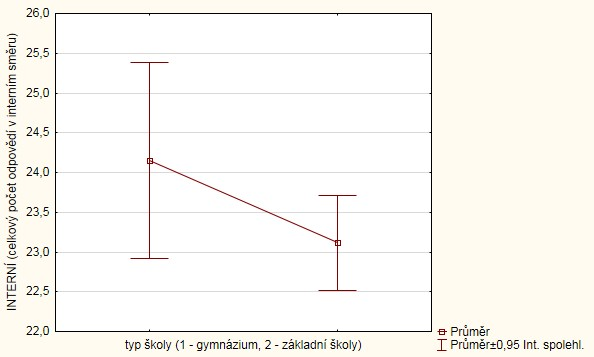 INTERNÍ (celkový počet odpovědí v interním směru)
26,0
25,5
25,0
24,5
24,0
23,5
23,0
22,5
22,0
typ školy (1 - gymnázium, 2 - základní školy)
Průměr
Průměr±0,95 Int. spolehl.